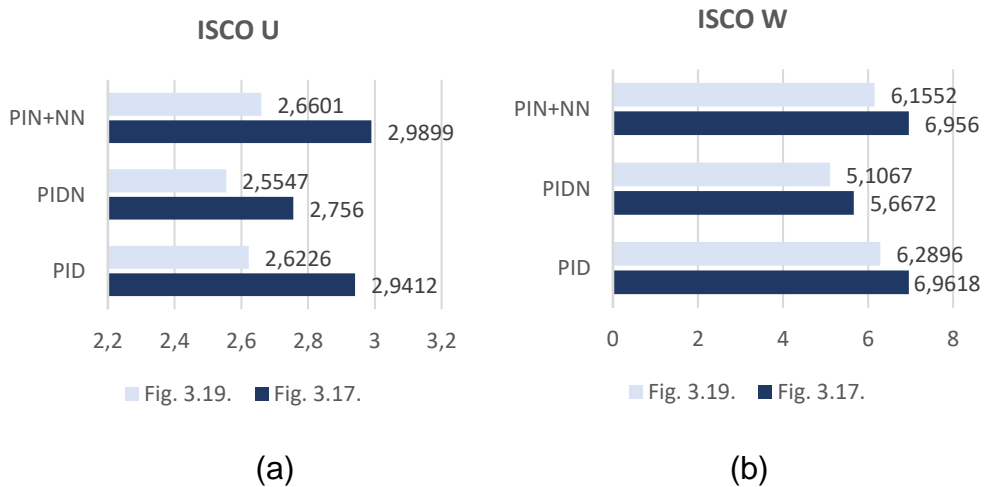 ISCO U
PIN+NN
2,6601
2,9899
PIDN
2,5547
2,756
PID
2,6226
2,9412
2,2 2,4 2,6 2,8 3 3,2
Fig. 3.19. Fig. 3.17.
(a)
ISCO W
PIN+NN
6,1552
6,956
PIDN
5,1067
5,6672
PID
6,2896
6,9618
0 2 4 6 8
Fig. 3.19. Fig. 3.17.
(b)